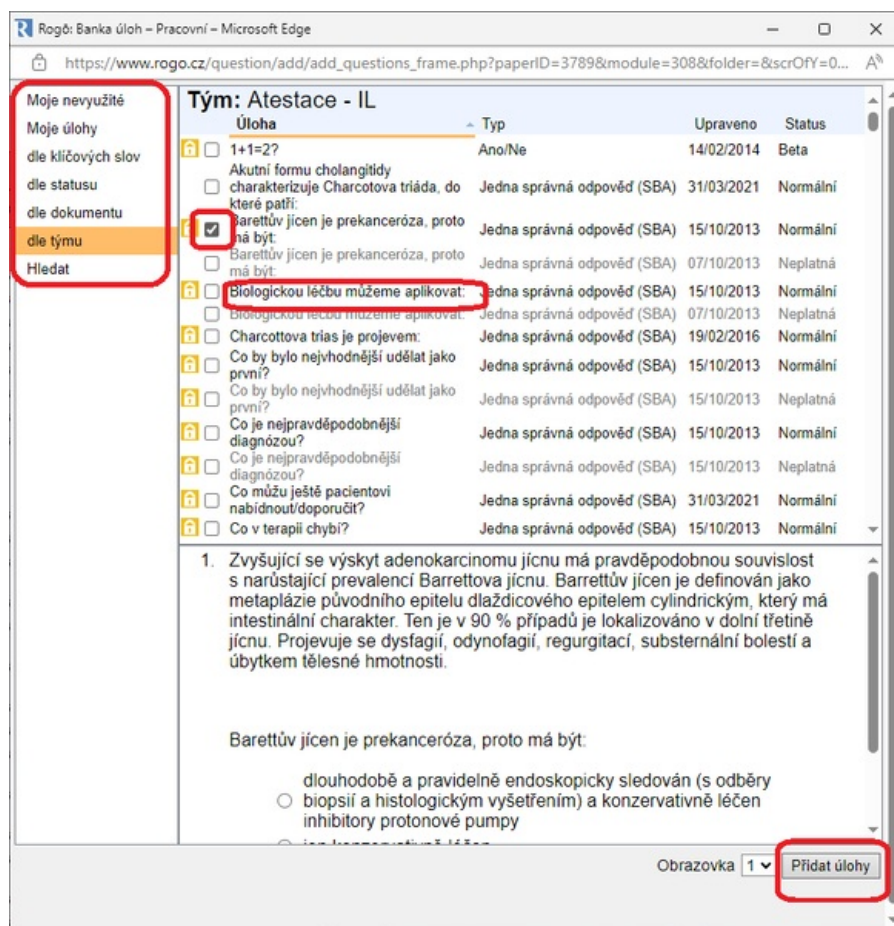 Rogō: Banka úloh – Pracovní – Microsoft Edge
https://www.rogo.cz/question/add/add_questions_frame.php?paperID=3789&module=308&folder=&scrOfY=0...
Moje nevyužité
Moje úlohy
dle klíčových slov
dle statusu
dle dokumentu
dle týmu
Hledat
Tým: Atestace - IL
Úloha Typ Upraveno Status
1+1=2? Ano/Ne 14/02/2014 Beta
Akutní formu cholangitidy
charakterizuje Charcotova triáda, do Jedna správná odpověď (SBA) 31/03/2021 Normální
které patří:
Barettův jícen je prekanceróza, proto
má být: Jedna správná odpověď (SBA) 15/10/2013 Normální
Barettův jícen je prekanceróza, proto
má být: Jedna správná odpověď (SBA) 07/10/2013 Neplatná
Biologickou léčbu můžeme aplikovat: Jedna správná odpověď (SBA) 15/10/2013 Normální
Biologickou léčbu můžeme aplikovat: Jedna správná odpověď (SBA) 07/10/2013 Neplatná
Charcottova trias je projevem: Jedna správná odpověď (SBA) 19/02/2016 Normální
Co by bylo nejvhodnější udělat jako
první? Jedna správná odpověď (SBA) 15/10/2013 Normální
Co by bylo nejvhodnější udělat jako
první? Jedna správná odpověď (SBA) 15/10/2013 Neplatná
Co je nejpravděpodobnější
diagnózou? Jedna správná odpověď (SBA) 15/10/2013 Normální
Co je nejpravděpodobnější
diagnózou? Jedna správná odpověď (SBA) 15/10/2013 Neplatná
Co můžu ještě pacientovi
nabídnout/doporučit? Jedna správná odpověď (SBA) 31/03/2021 Normální
Co v terapii chybí? Jedna správná odpověď (SBA) 15/10/2013 Normální
1. Zvyšující se výskyt adenokarcinomu jícnu má pravděpodobnou souvislost
s narůstající prevalencí Barrettova jícnu. Barrettův jícen je definován jako
metaplázie původního epitelu dlaždicového epitelem cylindrickým, který má
intestinální charakter. Ten je v 90 % případů je lokalizováno v dolní třetině
jícnu. Projevuje se dysfagií, odynofagií, regurgitací, substernální bolestí a
úbytkem tělesné hmotnosti.
Barettův jícen je prekanceróza, proto má být:
dlouhodobě a pravidelně endoskopicky sledován (s odběry
biopsií a histologickým vyšetřením) a konzervativně léčen
inhibitory protonové pumpy
jen konzervativně léčen
Obrazovka 1 Přidat úlohy